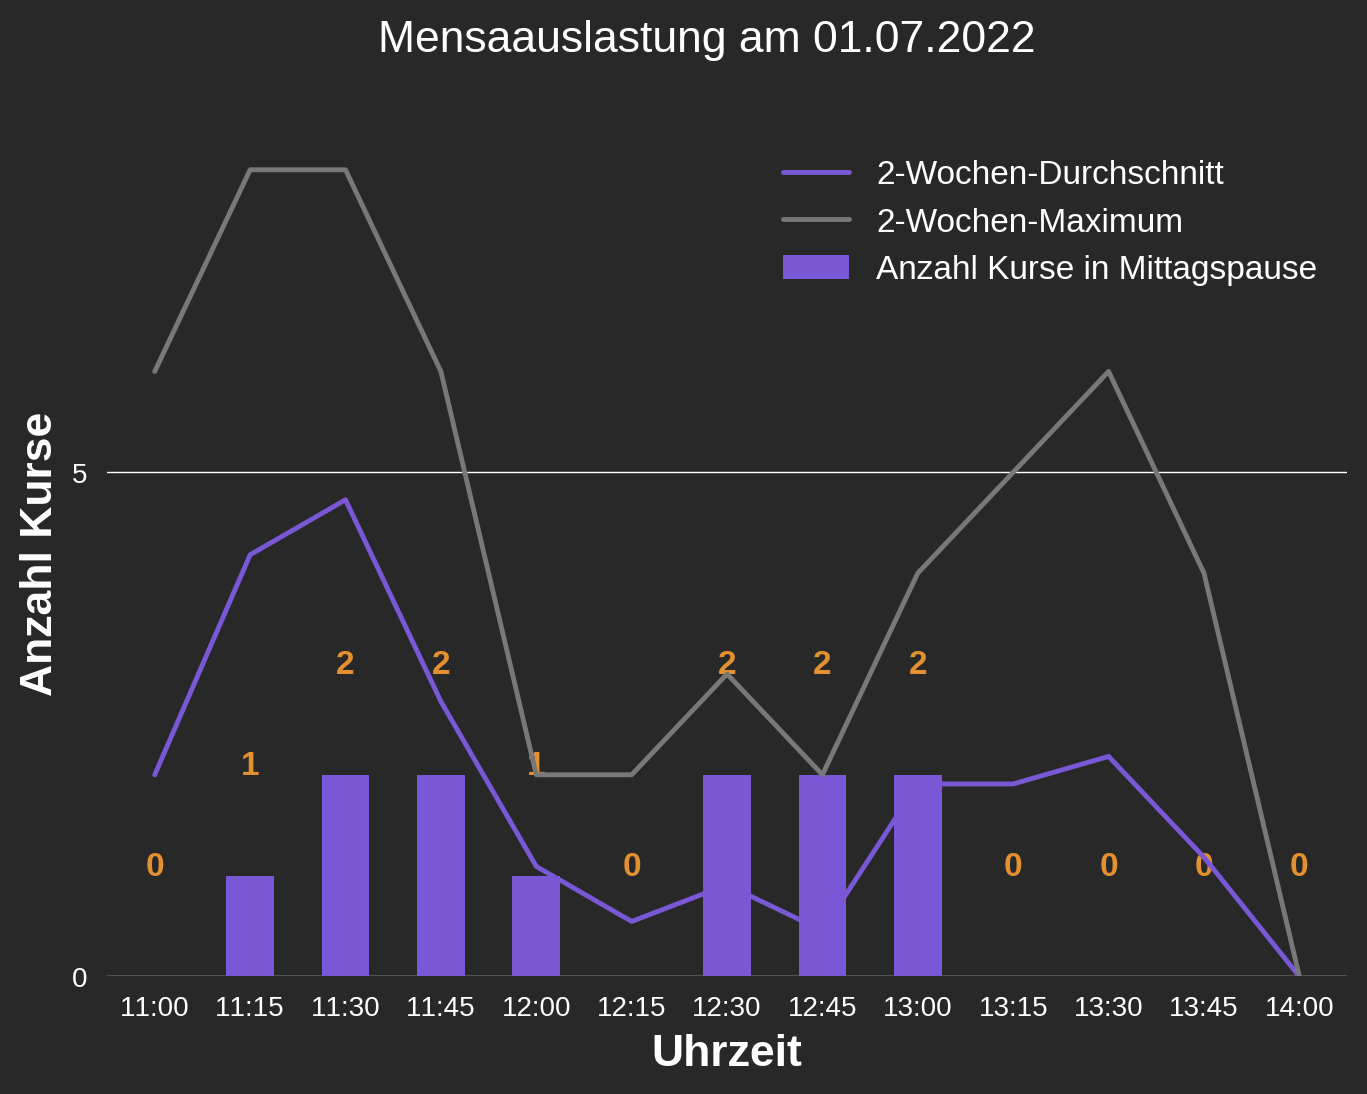 Mensaauslastung am 01.07.2022
2-Wochen-Durchschnitt
2-Wochen-Maximum
Anzahl Kurse in Mittagspause
Anzahl Kurse
5
0
2 2 2 2 2
1 1
0 0 0 0 0 0
11:00 11:15 11:30 11:45 12:00 12:15 12:30 12:45 13:00 13:15 13:30 13:45 14:00
Uhrzeit